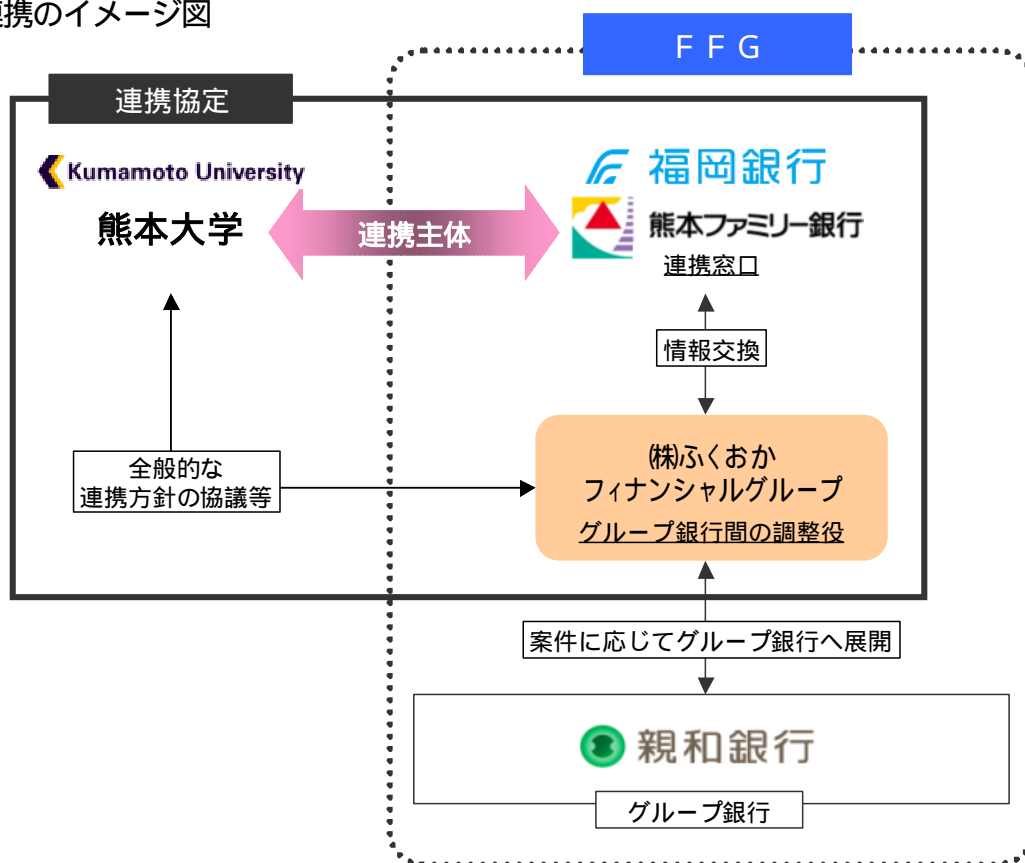 連携のイメージ図
ＦＦＧ
連携協定
Kumamoto University
熊本大学
連携主体
福岡銀行
熊本ファミリー銀行
連携窓口
情報交換
全般的な
連携方針の協議等
㈱ふくおか
フィナンシャルグループ
グループ銀行間の調整役
案件に応じてグループ銀行へ展開
親和銀行
グループ銀行